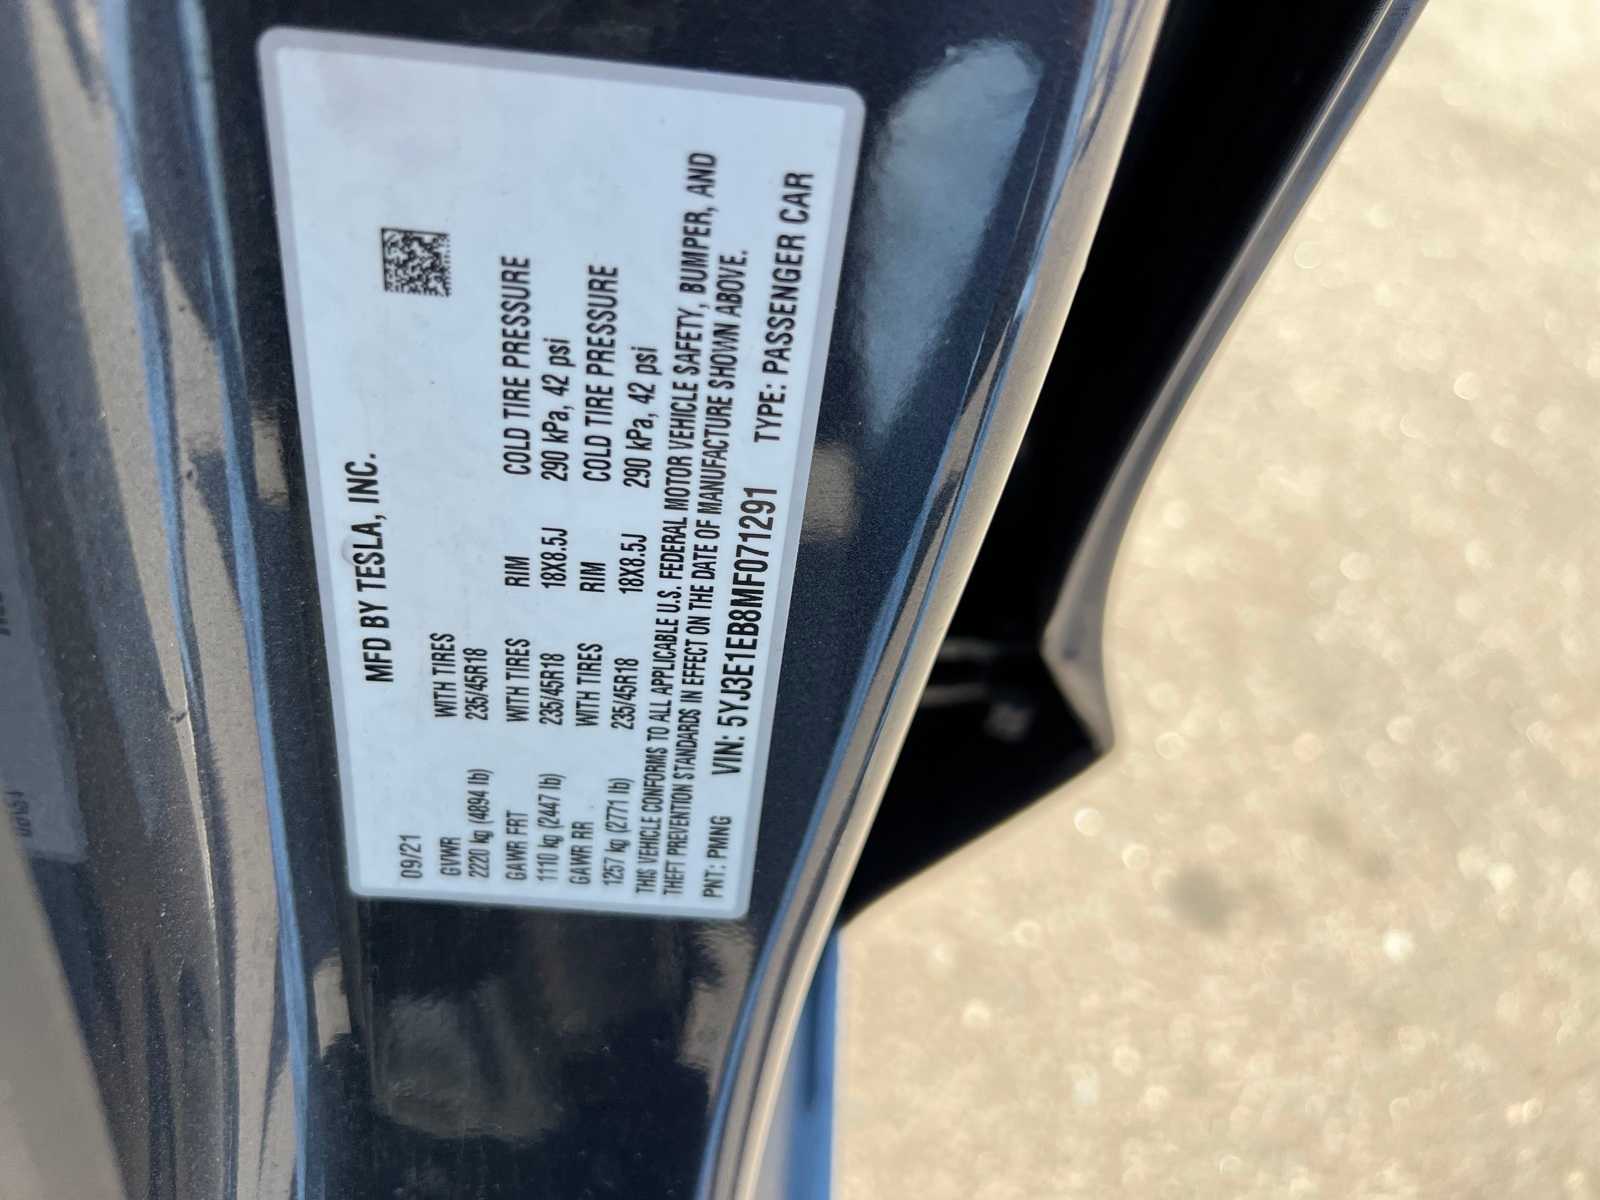 MFD BY TESLA, INC.
09/21
GVWR WITH TIRES
2220 kg (4894 lb) 235/45R18
GAWR FRT WITH TIRES RIM COLD TIRE PRESSURE
1110 kg (2447 lb) 235/45R18 18X8.5J 290 kPa, 42 psi
GAWR RR WITH TIRES RIM COLD TIRE PRESSURE
1257 kg (2771 lb) 235/45R18 18X8.5J 290 kPa, 42 psi
THIS VEHICLE CONFORMS TO ALL APPLICABLE U.S. FEDERAL MOTOR VEHICLE SAFETY, BUMPER, AND
THEFT PREVENTION STANDARDS IN EFFECT ON THE DATE OF MANUFACTURE SHOWN ABOVE.
PNT: PMNG VIN: 5YJ3E1EB8MF071291 TYPE: PASSENGER CAR